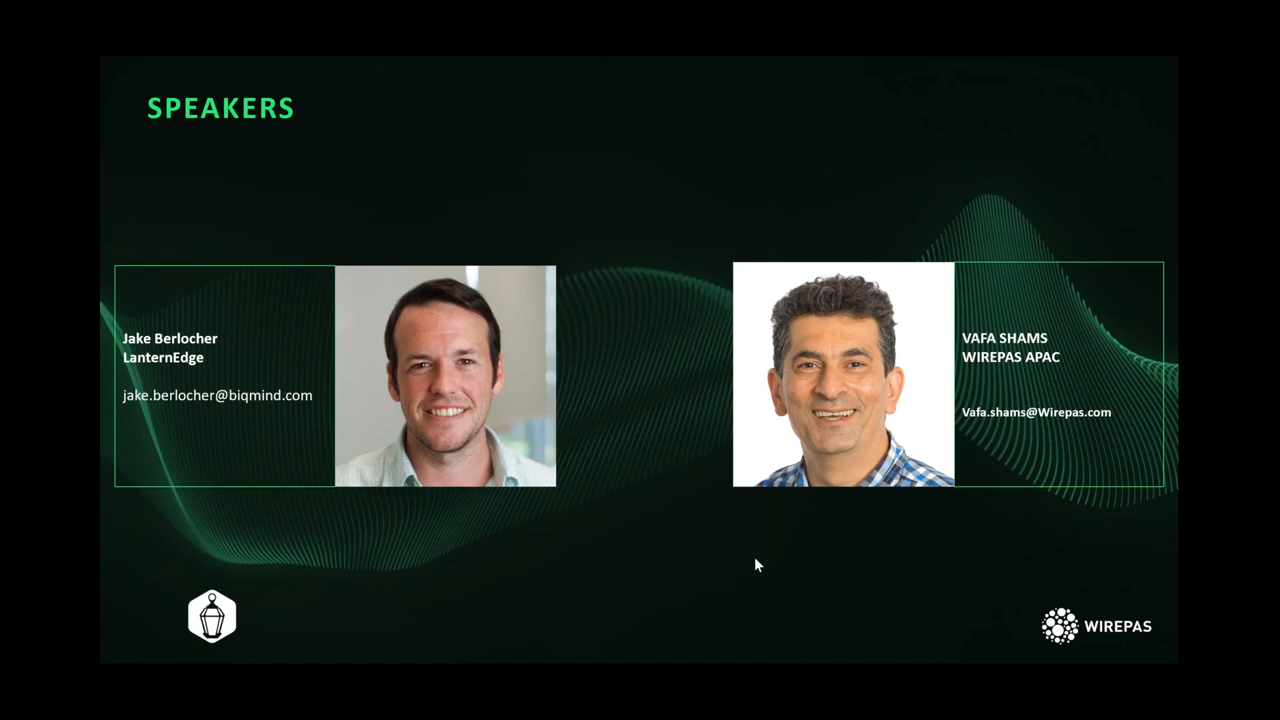 SPEAKERS
Jake Berlocher
LanternEdge
jake.berlocher@biqmind.com
VAFA SHAMS
WIREPAS APAC
Vafa.shams@Wirepas.com
WIREPAS